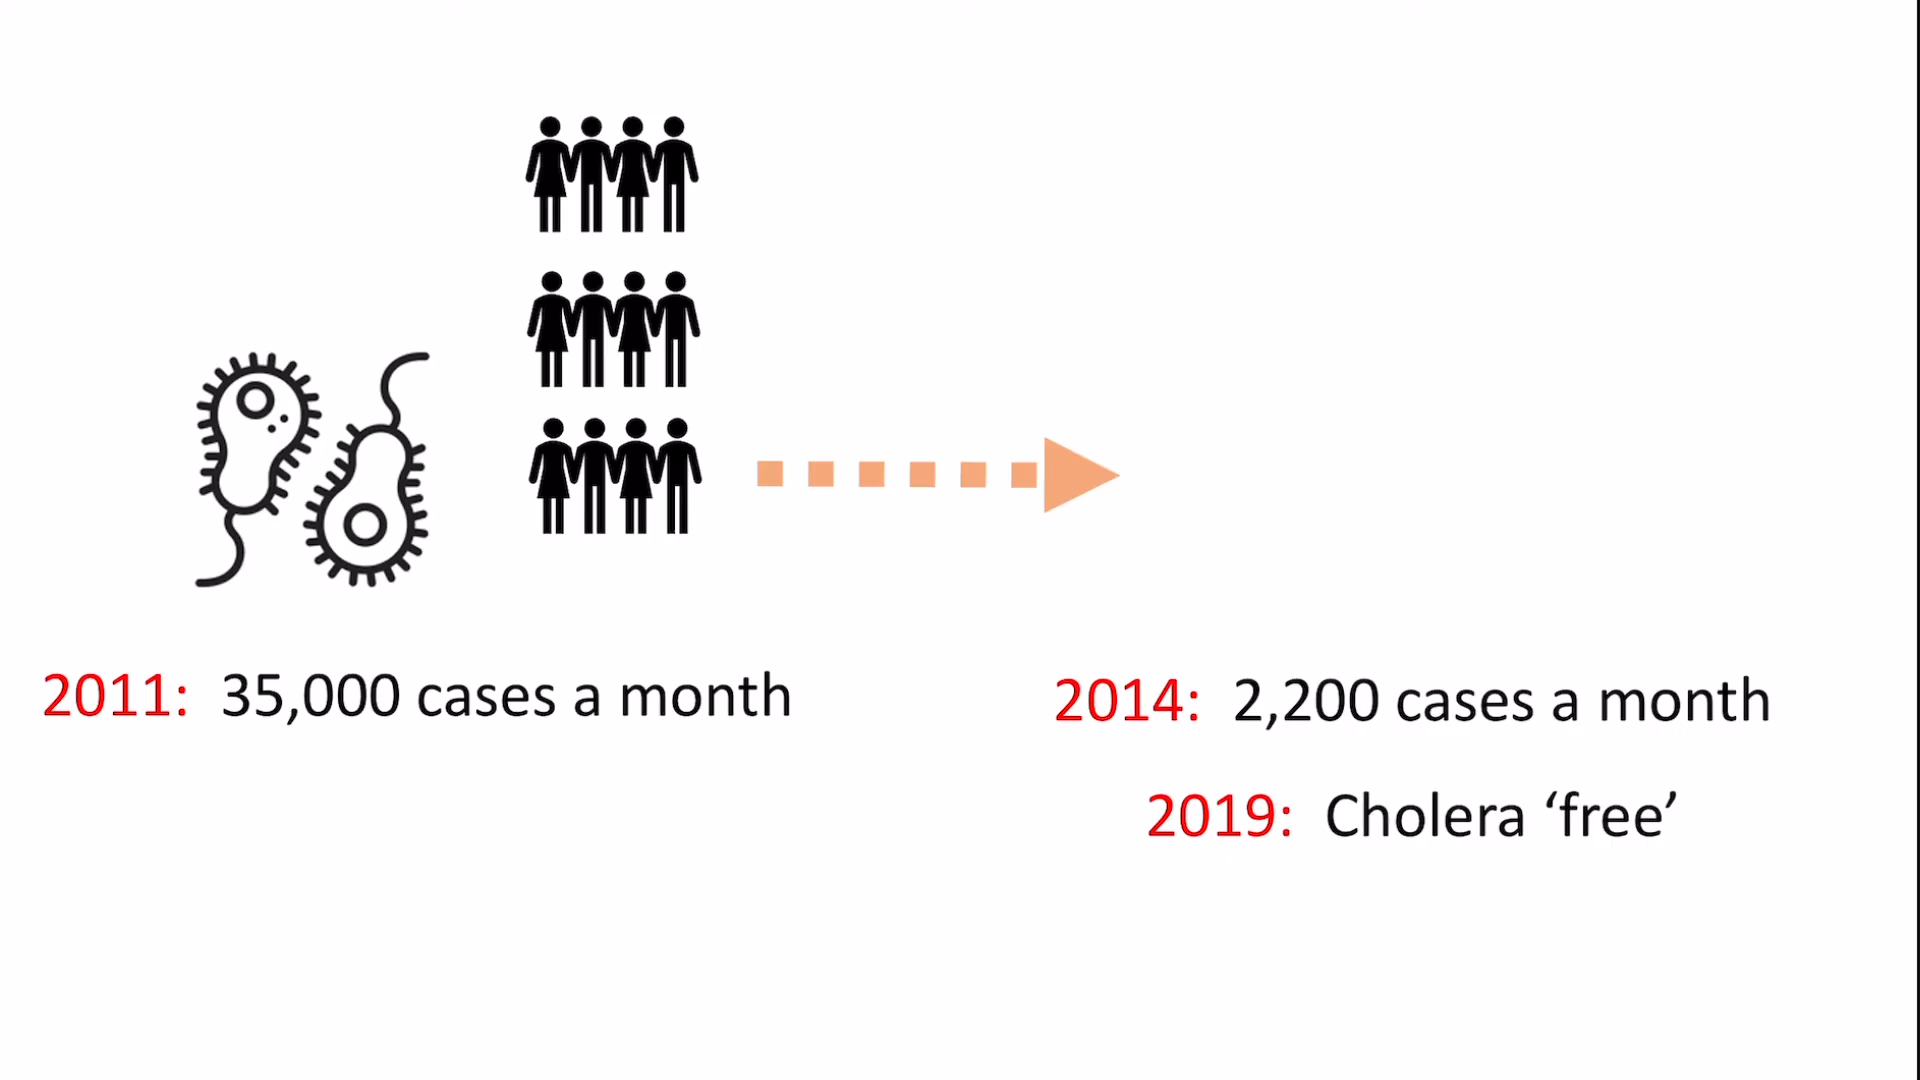 2011: 35,000 cases a month
2014: 2,200 cases a month
2019: Cholera ‘free’